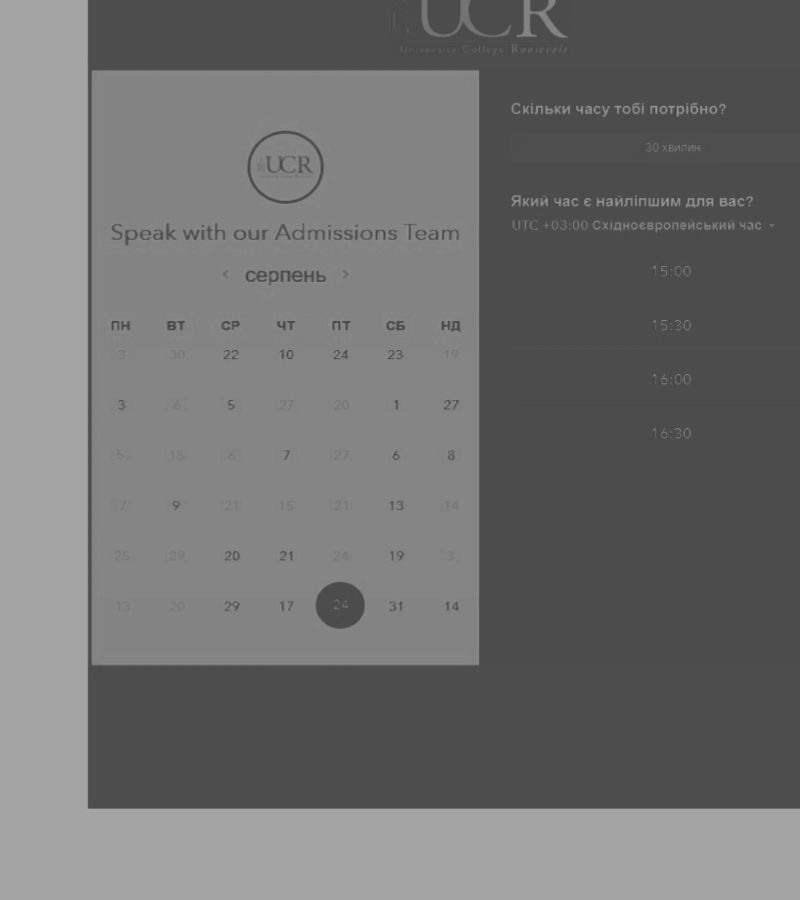 UCR
University College Roosevelt
UCR
Speak with our Admissions Team
‹ серпень ›
ПН ВТ СР ЧТ ПТ СБ НД
3 30 22 10 24 23 19
3 6 5 27 20 1 27
5 15 6 7 27 6 8
7 9 21 15 21 13 14
25 29 20 21 24 19 3
13 20 29 17 24 31 14
Скільки часу тобі потрібно?
30 хвилин
Який час є найліпшим для вас?
UTC +03:00 Східноєвропейський час
15:00
15:30
16:00
16:30